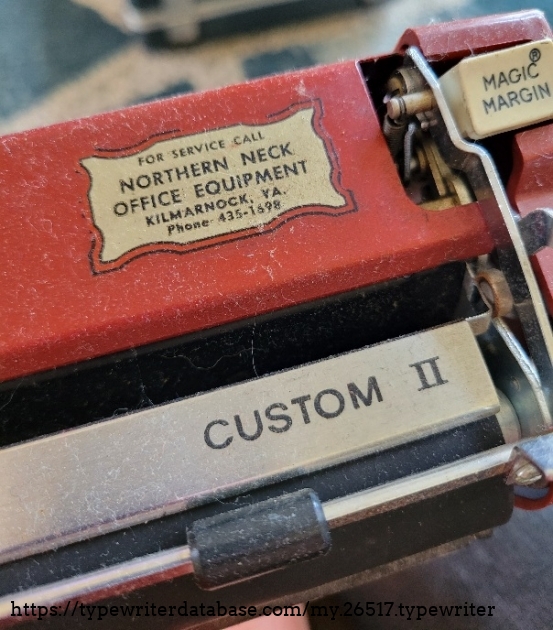 MAGIC®
MARGIN
FOR SERVICE CALL
NORTHERN NECK
OFFICE EQUIPMENT
KILMARNOCK, VA.
Phone 435-1698
CUSTOM II
https://typewriterdatabase.com/my.26517.typewriter